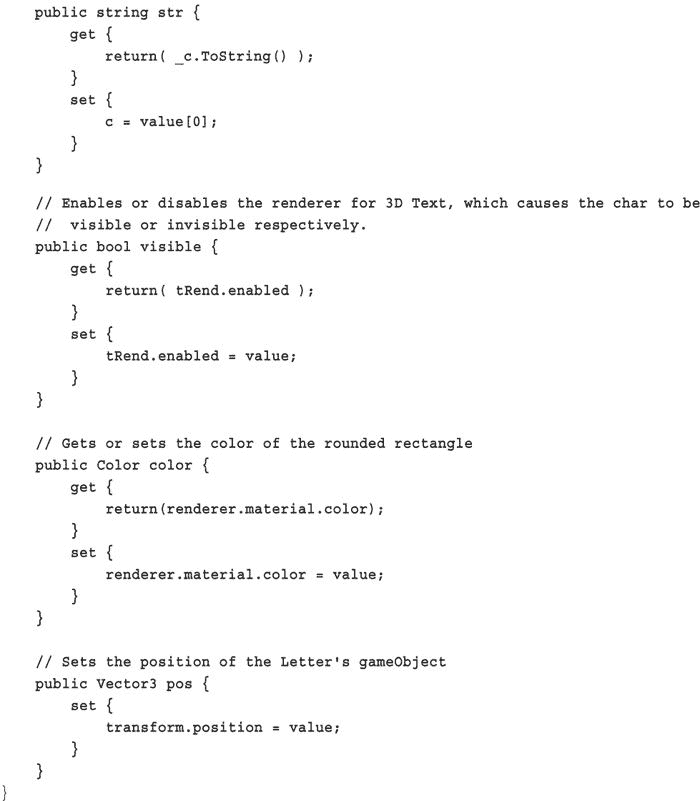 public string str {
get {
return( _c.ToString() );
}
set {
c = value[0];
}
}
// Enables or disables the renderer for 3D Text, which causes the char to be
//  visible or invisible respectively.
public bool visible {
get {
return( tRend.enabled );
}
set {
tRend.enabled = value;
}
}
// Gets or sets the color of the rounded rectangle
public Color color {
get {
return(renderer.material.color);
}
set {
renderer.material.color = value;
}
}
// Sets the position of the Letter's gameObject
public Vector3 pos {
set {
transform.position = value;
}
}
}